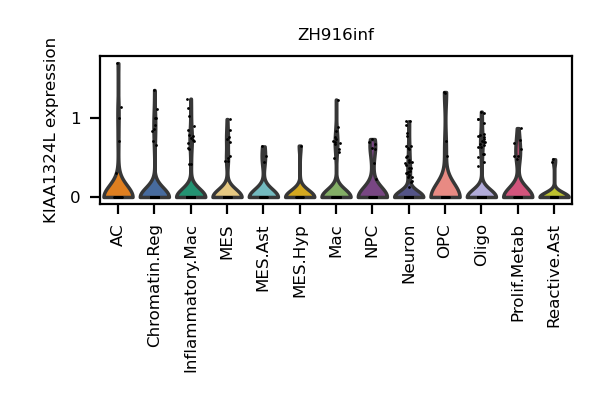 ZH916inf
KIAA1324L expression
1
0
AC
Chromatin.Reg
Inflammatory.Mac
MES
MES.Ast
MES.Hyp
Mac
NPC
Neuron
OPC
Oligo
Prolif.Metab
Reactive.Ast